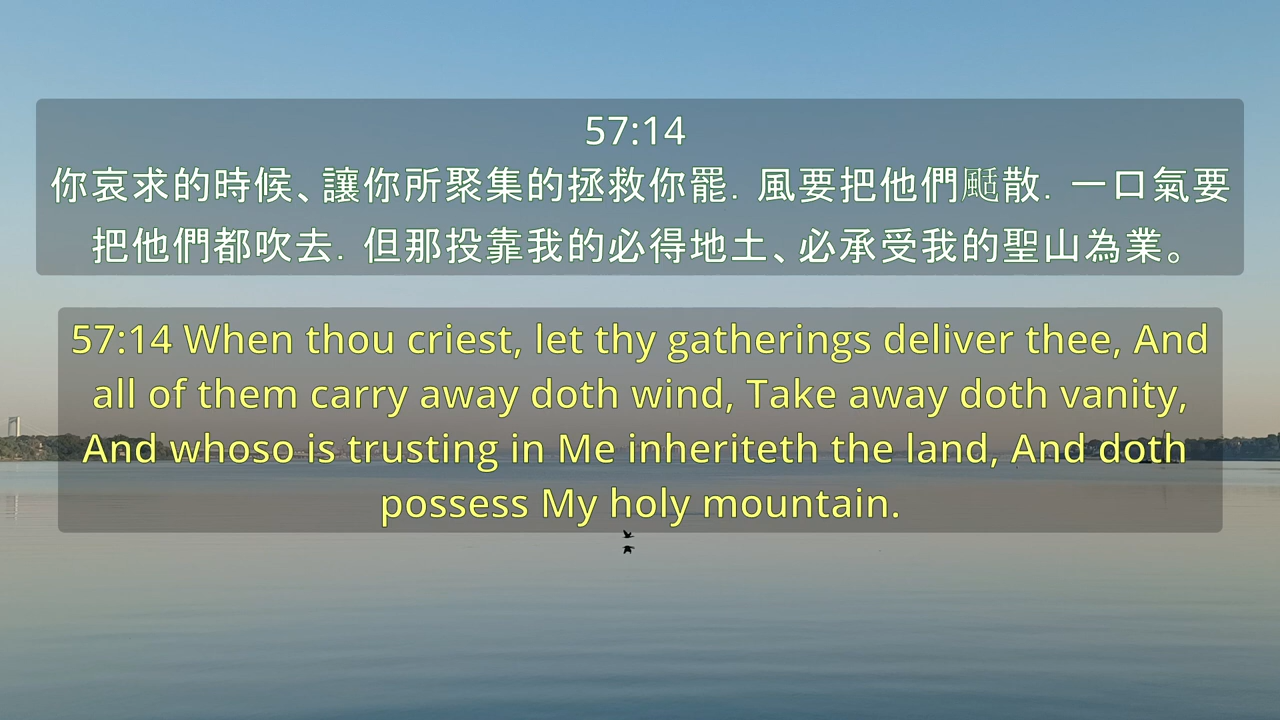 57:14
你哀求的時候、讓你所聚集的拯救你罷．風要把他們颳散．一口氣要
把他們都吹去．但那投靠我的必得地土、必承受我的聖山為業。
57:14 When thou criest, let thy gatherings deliver thee, And
all of them carry away doth wind, Take away doth vanity,
And whoso is trusting in Me inheriteth the land, And doth
possess My holy mountain.